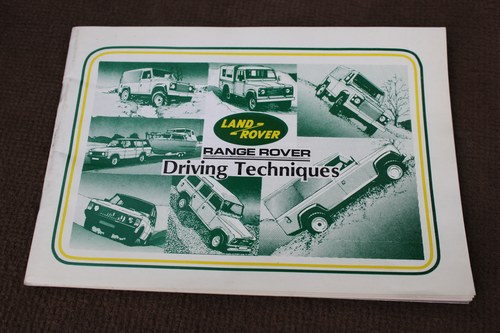 LAND
ROVER
RANGE ROVER
Driving Techniques